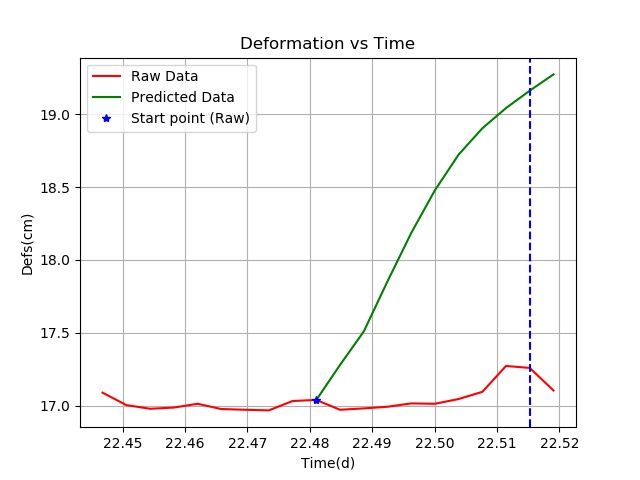 Deformation vs Time
Raw Data
Predicted Data
Start point (Raw)
19.0
18.5
18.0
17.5
17.0
Defs(cm)
22.45 22.46 22.47 22.48 22.49 22.50 22.51 22.52
Time(d)